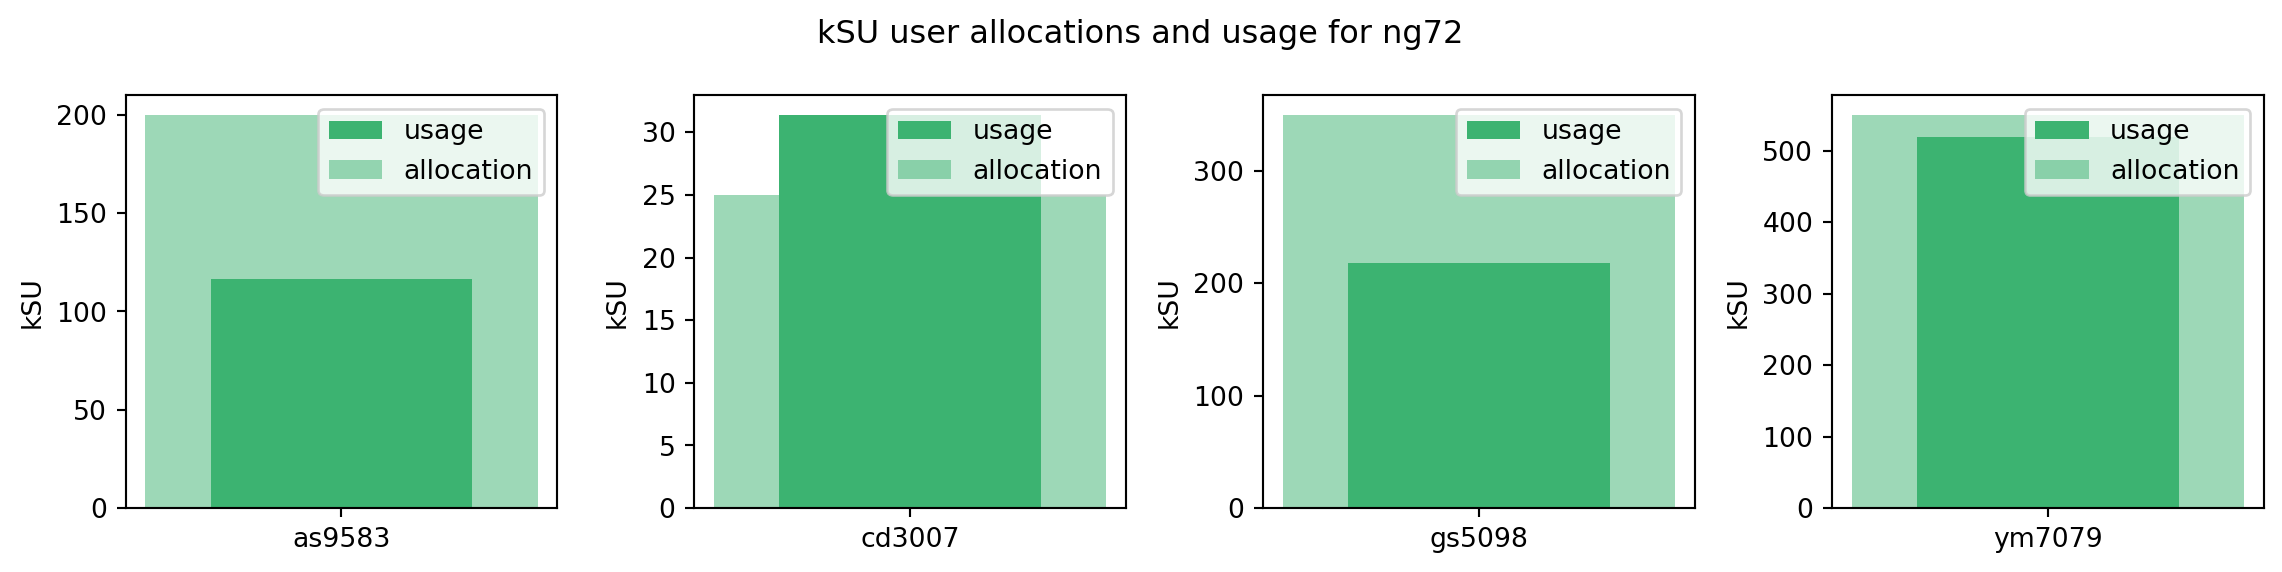 kSU user allocations and usage for ng72
kSU
200
150
100
50
0
usage
allocation
as9583
kSU
30
25
20
15
10
5
0
usage
allocation
cd3007
kSU
300
200
100
0
usage
allocation
gs5098
kSU
500
400
300
200
100
0
usage
allocation
ym7079